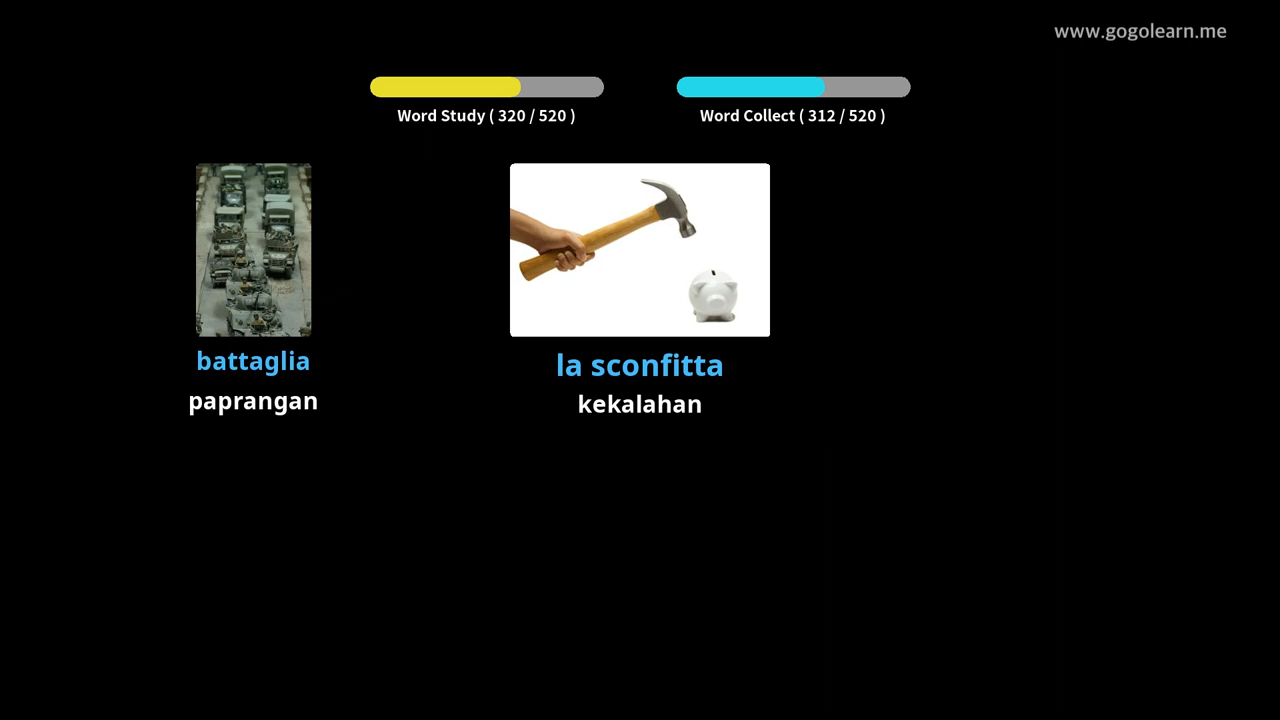 www.gogolearn.me
Word Study ( 320 / 520 )
Word Collect ( 312 / 520 )
battaglia
paprangan
la sconfitta
kekalahan